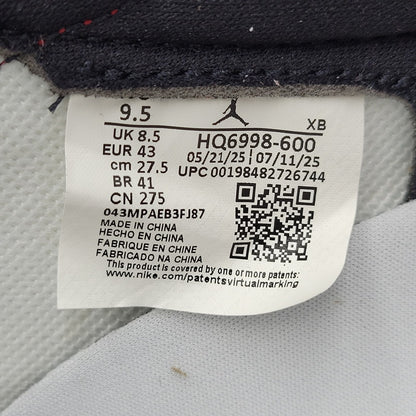 9.5
XB
UK 8.5
EUR 43
cm 27.5
BR 41
CN 275
HQ6998-600
05/21/25 07/11/25
UPC 00198482726744
043MPAEB3FJ87
MADE IN CHINA
HECHO EN CHINA
FABRIQUE EN CHINE
FABRICADO NA CHINA
This product is covered by one or more patents:
www.nike.com/patentsvirtualmarking